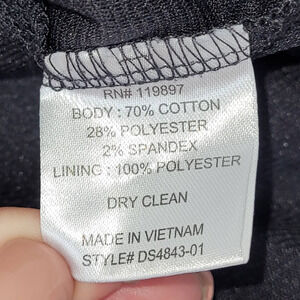 RN# 119897
BODY : 70% COTTON
28% POLYESTER
2% SPANDEX
LINING : 100% POLYESTER
DRY CLEAN
MADE IN VIETNAM
STYLE# DS4843-01